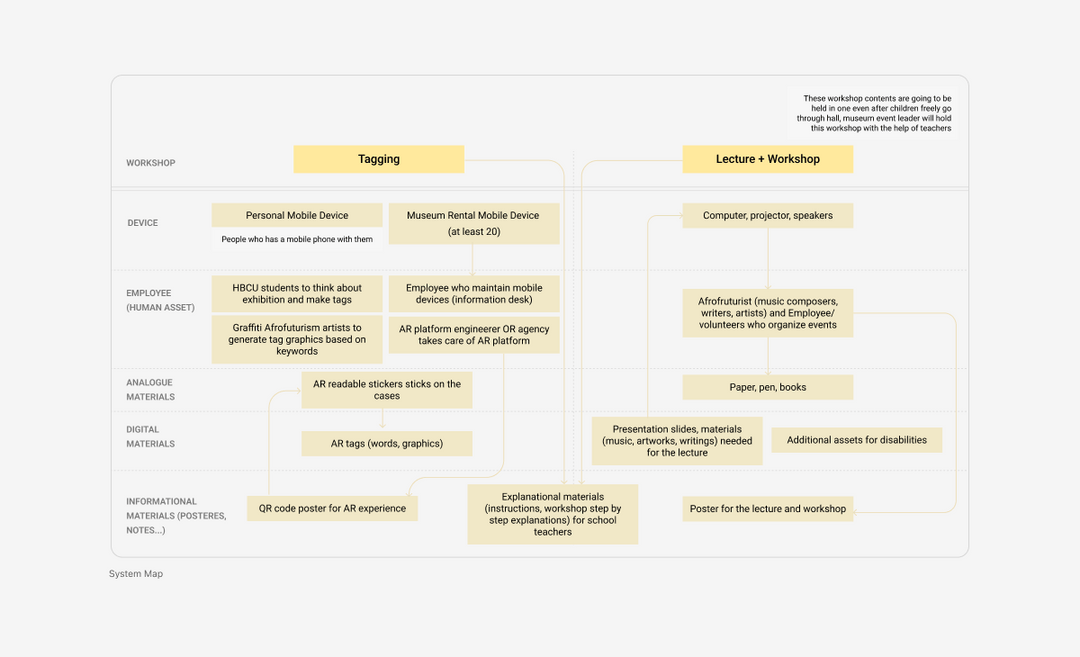 These workshop contents are going to be
held in one even after children freely go
through hall, museum event leader will hold
this workshop with the help of teachers
WORKSHOP
Tagging
Lecture + Workshop
DEVICE
Personal Mobile Device
People who has a mobile phone with them
Museum Rental Mobile Device
(at least 20)
Computer, projector, speakers
EMPLOYEE
(HUMAN ASSET)
HBCU students to think about
exhibition and make tags
Employee who maintain mobile
devices (information desk)
Graffiti Afrofuturism artists to
generate tag graphics based on
keywords
AR platform engineerer OR agency
takes care of AR platform
Afrofruturist (music composers,
writers, artists) and Employee/
volunteers who organize events
ANALOGUE
MATERIALS
AR readable stickers sticks on the
cases
Paper, pen, books
DIGITAL
MATERIALS
AR tags (words, graphics)
Presentation slides, materials
(music, artworks, writings) needed
for the lecture
Additional assets for disabilities
INFORMATIONAL
MATERIALS (POSTERES,
NOTES...)
QR code poster for AR experience
Explanational materials
(instructions, workshop step by
step explanations) for school
teachers
Poster for the lecture and workshop
System Map